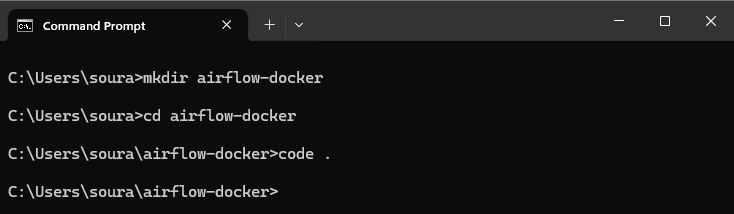 Command Prompt
C:\Users\soura>mkdir airflow-docker
C:\Users\soura>cd airflow-docker
C:\Users\soura\airflow-docker>code .
C:\Users\soura\airflow-docker>